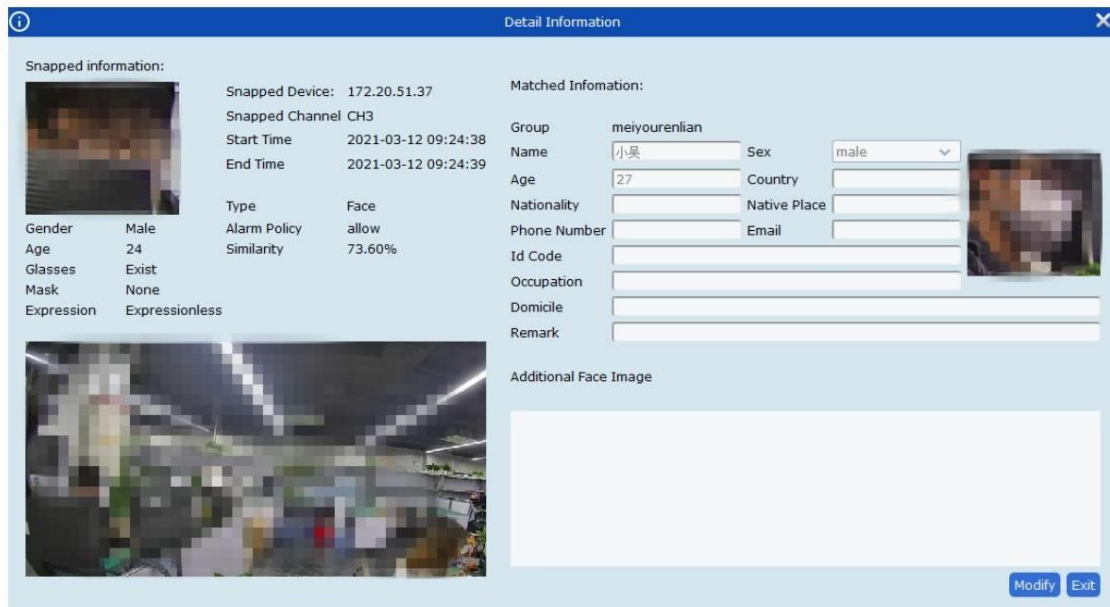 Detail Information
Snapped information:
Snapped Device: 172.20.51.37
Snapped Channel CH3
Start Time 2021-03-12 09:24:38
End Time 2021-03-12 09:24:39
Type Face
Alarm Policy allow
Similarity 73.60%
Gender Male
Age 24
Glasses Exist
Mask None
Expression Expressionless
Matched Infomation:
Group meiyourenlian
Name 小吴 Sex male
Age 27 Country
Nationality Native Place
Phone Number Email
Id Code
Occupation
Domicile
Remark
Additional Face Image
Modify Exit